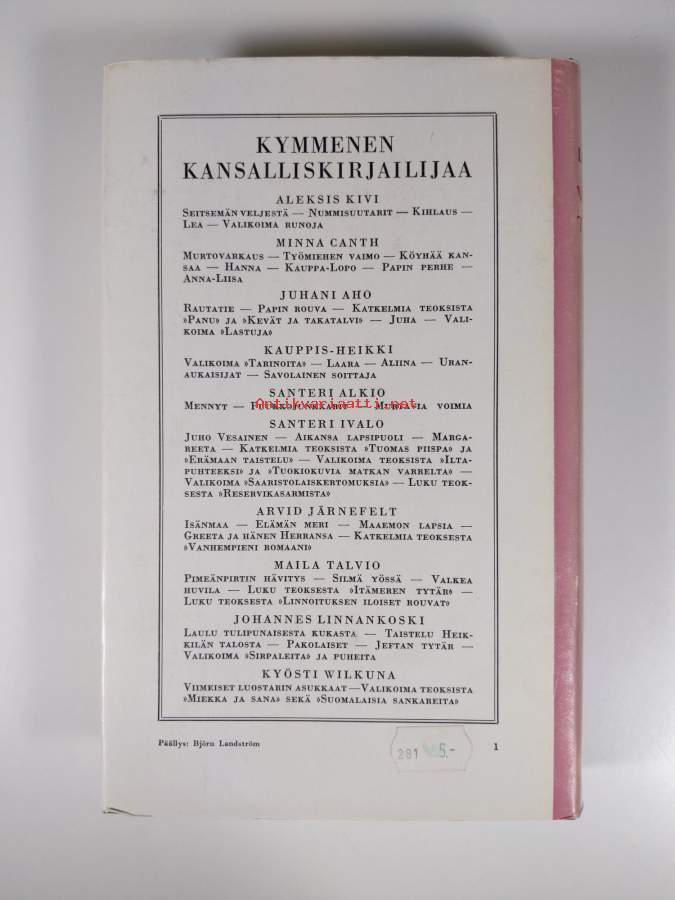 KYMMENEN
KANSALLISKIRJAILIJAA
ALEKSIS KIVI
SEITSEMÄN VELJESTÄ — NUMMISUUTARIT — KIHLAUS —
LEA — VALIKOIMA RUNOJA
MINNA CANTH
MURTOVARKAUS — TYÖMIEHEN VAIMO — KÖYHÄÄ KAN-
SAA — HANNA — KAUPPA-LOPO — PAPIN PERHE —
ANNA-LIISA
JUHANI AHO
RAUTATIE — PAPIN ROUVA — KATKELMIA TEOKSISTA
»PANU» JA »KEVÄT JA TAKATALVI» — JUHA — VALI-
KOIMA »LASTUJA»
KAUPPIS-HEIKKI
VALIKOIMA »TARINOITA» — LAARA — ALIINA — URAN-
AUKAISIJAT — SAVOLAINEN SOITTAJA
SANTERI ALKIO
antikvariaatti.net
MENNYT — PUUKKOJUNKKARIT — MURTAVIA VOIMIA
SANTERI IVALO
JUHO VESAINEN — AIKANSA LAPSIPUOLI — MARGA-
REETA — KATKELMIA TEOKSISTA »TUOMAS PIISPA» JA
»ERÄMAAN TAISTELU» — VALIKOIMA TEOKSISTA »ILTA-
PUHTEEKSI» JA »TUOKIOKUVIA MATKAN VARRELTA» —
VALIKOIMA »SAARISTOLAISKERTOMUKSIA» — LUKU TEOK-
SESTA »RESERVIKASARMISTA»
ARVID JÄRNEFELT
ISÄNMAA — ELÄMÄN MERI — MAAEMON LAPSIA —
GREETA JA HÄNEN HERRANSA — KATKELMIA TEOKSESTA
»VANHEMPIENI ROMAANI»
MAILA TALVIO
PIMEÄNPIRTIN HÄVITYS — SILMÄ YÖSSÄ — VALKEA
HUVILA — LUKU TEOKSESTA »ITÄMEREN TYTÄR» —
LUKU TEOKSESTA »LINNOITUKSEN ILOISET ROUVAT»
JOHANNES LINNANKOSKI
LAULU TULIPUNAISESTA KUKASTA — TAISTELU HEIK-
KILÄN TALOSTA — PAKOLAISET — JEFTAN TYTÄR —
VALIKOIMA »SIRPALEITA» JA PUHEITA
KYÖSTI WILKUNA
VIIMEISET LUOSTARIN ASUKKAAT — VALIKOIMA TEOKSISTA
»MIEKKA JA SANA» SEKÄ »SUOMALAISIA SANKAREITA»
Päällys: Björn Landström
281 5.-
1